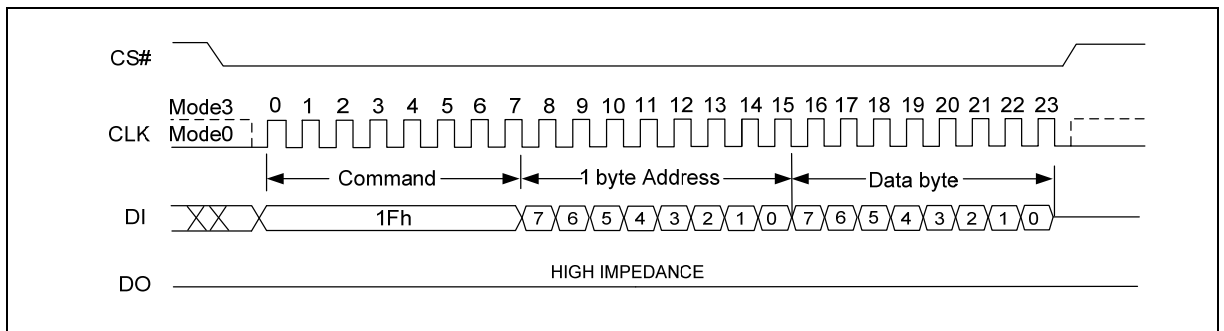 CS#
Mode3 0 1 2 3 4 5 6 7 8 9 10 11 12 13 14 15 16 17 18 19 20 21 22 23
CLK Mode0
Command 1 byte Address Data byte
DI 1Fh 7 6 5 4 3 2 1 0 7 6 5 4 3 2 1 0
HIGH IMPEDANCE
DO